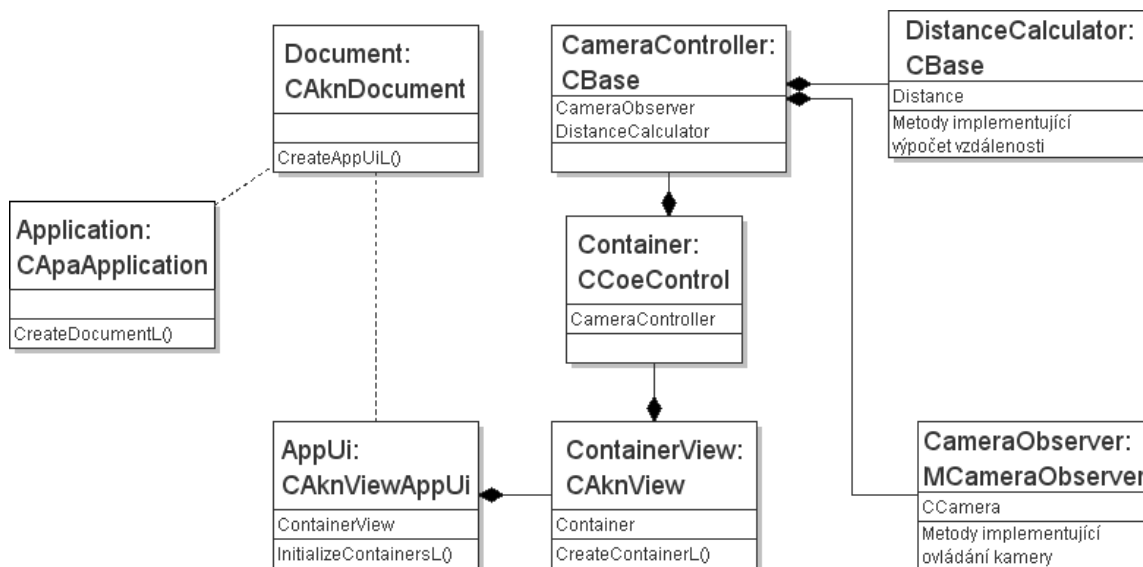 Document:
CAknDocument
CreateAppUiL()
CameraController:
CBase
CameraObserver
DistanceCalculator
DistanceCalculator:
CBase
Distance
Metody implementující
výpočet vzdálenosti
Application:
CApaApplication
CreateDocumentL()
Container:
CCoeControl
CameraController
AppUi:
CAknViewAppUi
ContainerView
InitializeContainersL()
ContainerView:
CAknView
Container
CreateContainerL()
CameraObserver:
MCameraObserver
CCamera
Metody implementující
ovládání kamery